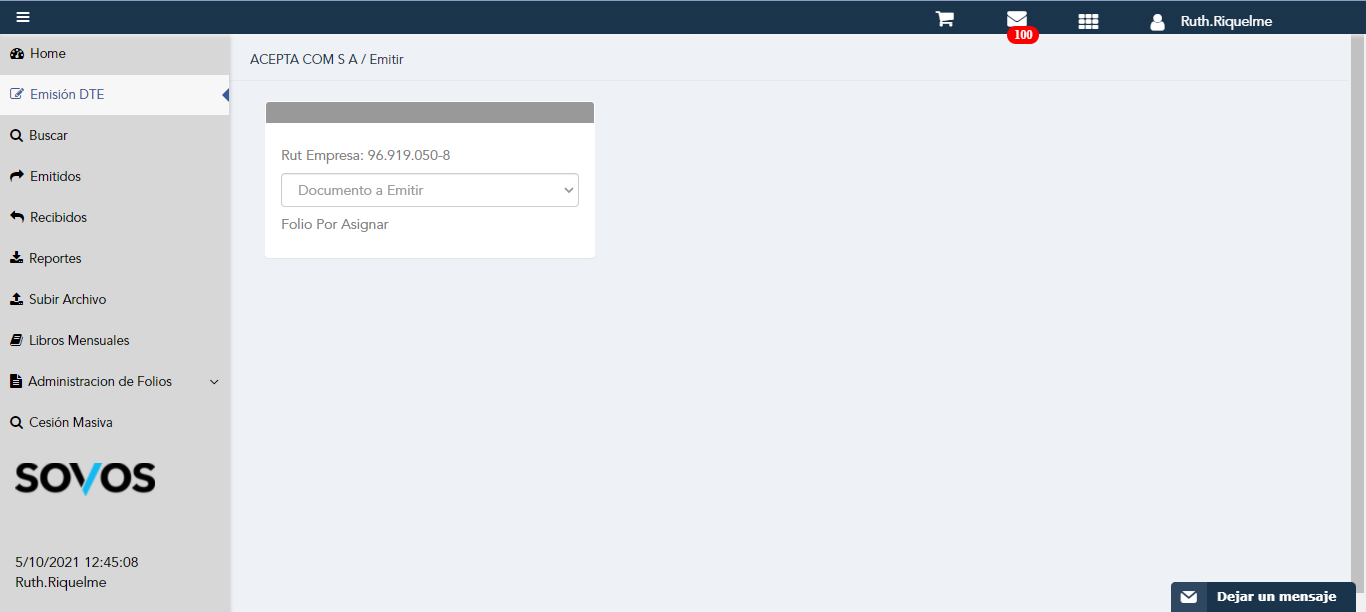 100
Ruth.Riquelme
Home
Emisión DTE
Buscar
Emitidos
Recibidos
Reportes
Subir Archivo
Libros Mensuales
Administracion de Folios
Cesión Masiva
SOVOS
5/10/2021 12:45:08
Ruth.Riquelme
ACEPTA COM S A / Emitir
Rut Empresa: 96.919.050-8
Documento a Emitir
Folio Por Asignar
Dejar un mensaje